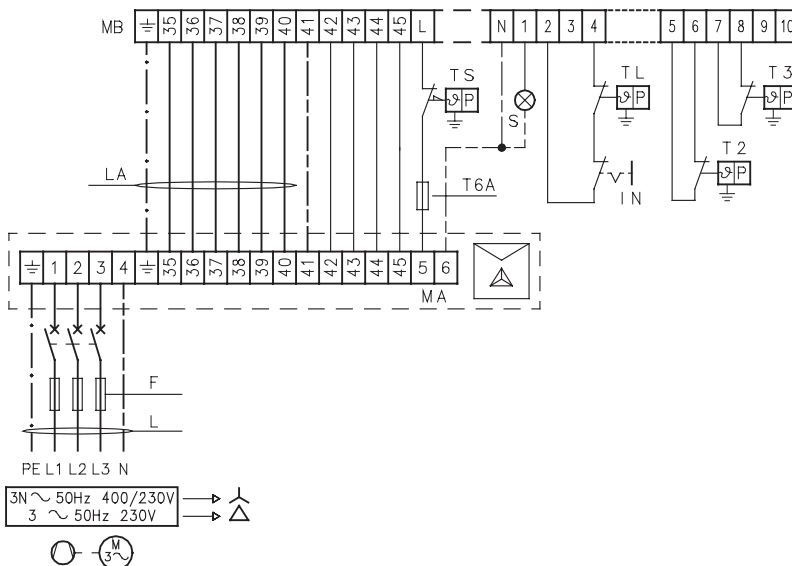 MB 35 36 37 38 39 40 41 42 43 44 45 L N 1 2 3 4 5 6 7 8 9 10
TS
ϑ P
S
TL
ϑ P
T3
ϑ P
LA
T6A
IN
T2
ϑ P
1 2 3 4 35 36 37 38 39 40 41 42 43 44 45 5 6
MA
F
L
PE L1 L2 L3 N
3N ~ 50Hz 400/230V
3 ~ 50Hz 230V
M
3~